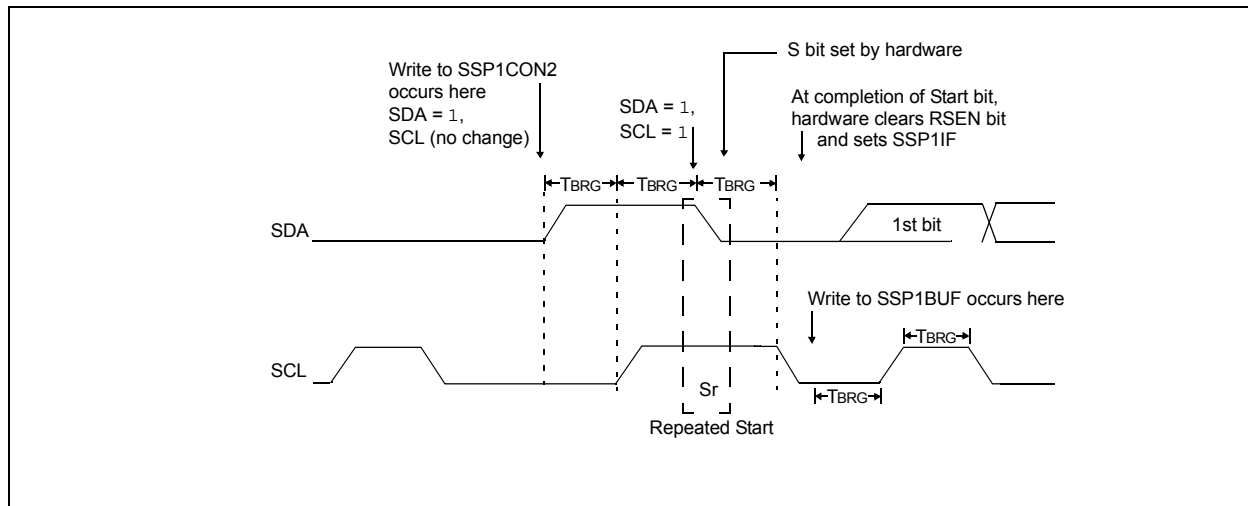 S bit set by hardware
Write to SSP1CON2
occurs here
SDA = 1,
SCL (no change)
SDA = 1,
SCL = 1
At completion of Start bit,
hardware clears RSEN bit
and sets SSP1IF
TBRG TBRG TBRG
SDA
1st bit
Write to SSP1BUF occurs here
TBRG
SCL
Sr
TBRG
Repeated Start